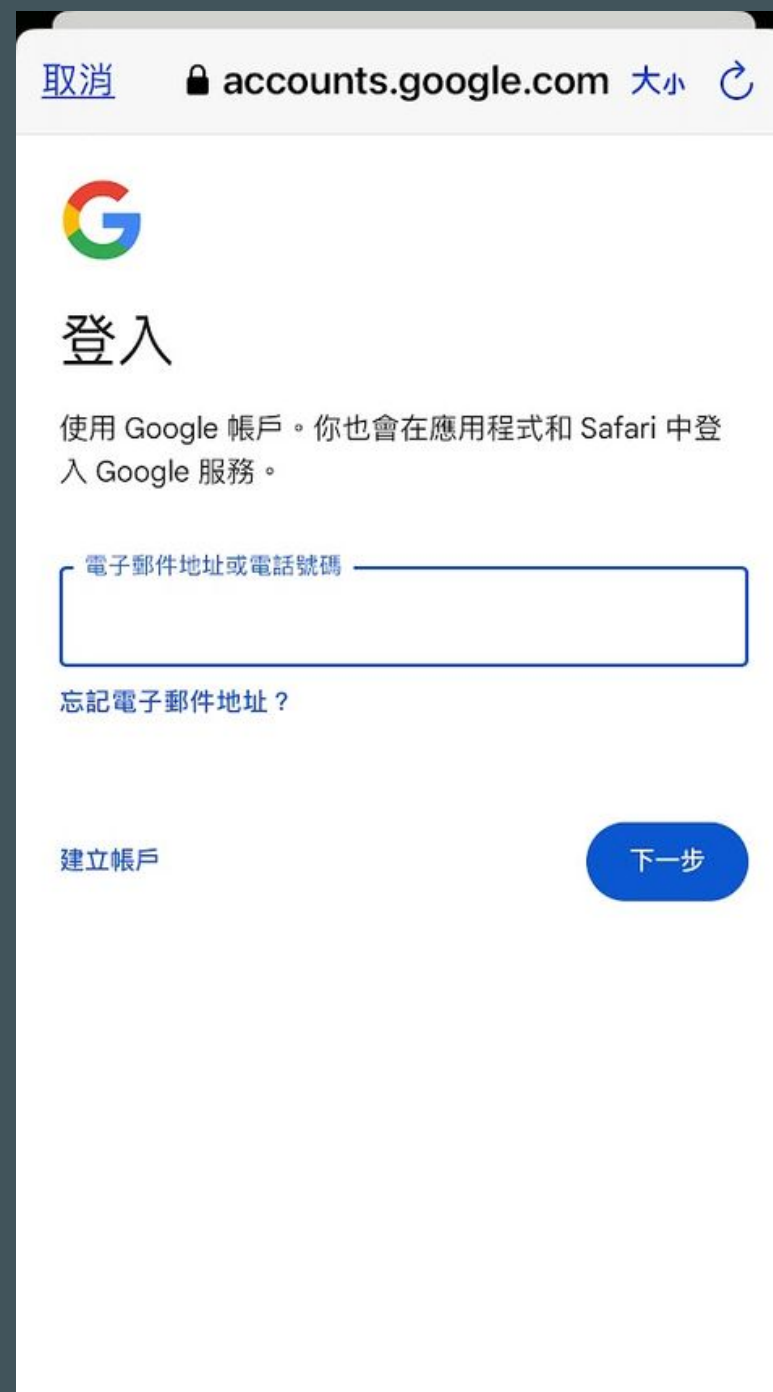 取消 accounts.google.com 大小
登入
使用 Google 帳戶。你也會在應用程式和 Safari 中登
入 Google 服務。
電子郵件地址或電話號碼
忘記電子郵件地址？
建立帳戶 下一步